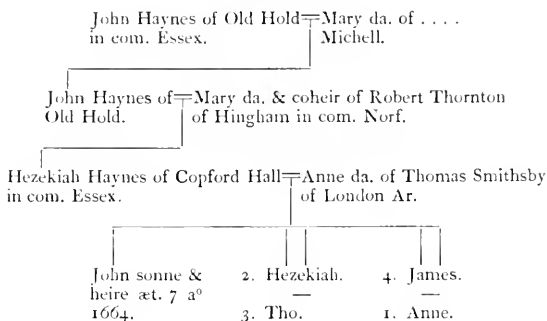 John Haynes of Old Hold=Mary da. of . . . .
in com. Essex. Michell.
John Haynes of=Mary da. & coheir of Robert Thornton
Old Hold. of Hingham in com. Norf.
Hezekiah Haynes of Copford Hall=Anne da. of Thomas Smithsby
in com. Essex. of London Ar.
John sonne & 2. Hezekiah. 4. James.
heire æt. 7 aº — —
1664. 3. Tho. 1. Anne.